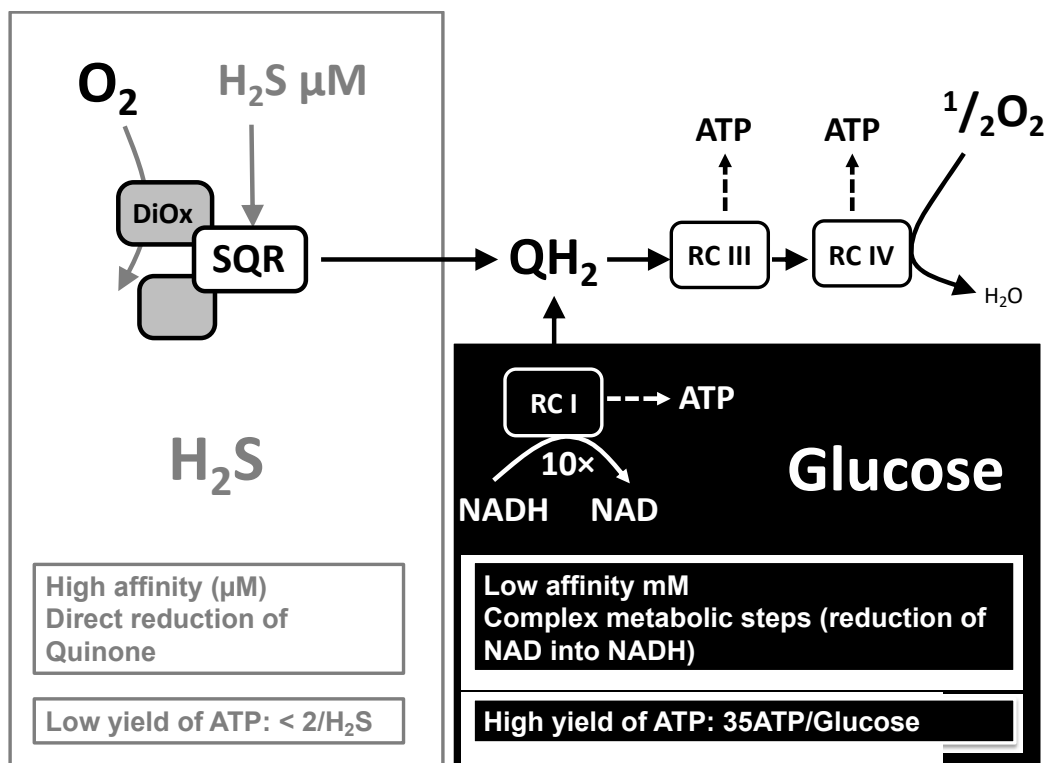 O₂
H₂S µM
DiOx
SQR
QH₂
ATP
ATP
RC III
RC IV
¹/₂O₂
H₂O
H₂S
RC I
ATP
10×
NADH
NAD
Glucose
High affinity (µM)
Direct reduction of
Quinone
Low yield of ATP: < 2/H₂S
Low affinity mM
Complex metabolic steps (reduction of
NAD into NADH)
High yield of ATP: 35ATP/Glucose